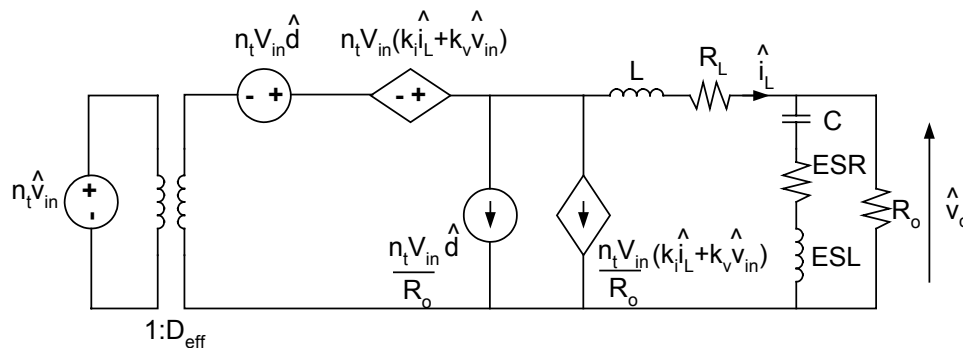 n_tV_in d̂ n_tV_in(k_i î_L+k_v v̂_in)
- + - +
L R_L î_L
C
+
-
n_t v̂_in
ESR
R_o
v̂_o
ESL
n_tV_in d̂
R_o
n_tV_in(k_i î_L+k_v v̂_in)
R_o
1:D_eff